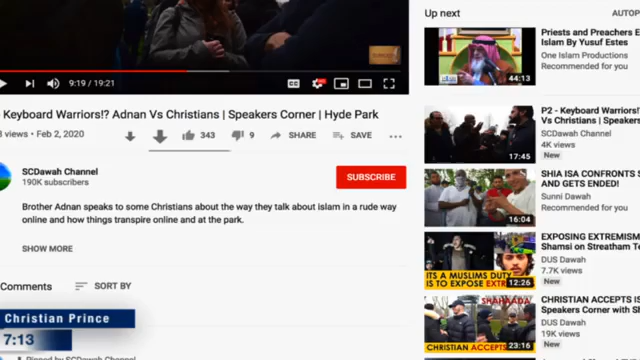 Up next
AUTOP
9:19 / 19:21
Keyboard Warriors!? Adnan Vs Christians | Speakers Corner | Hyde Park
views • Feb 2, 2020
343
9
SHARE
SAVE
SCDawah Channel
190K subscribers
SUBSCRIBE
Brother Adnan speaks to some Christians about the way they talk about islam in a rude way
online and how things transpire online and at the park.
SHOW MORE
Comments
SORT BY
Christian Prince
7:13
Pinned by SCDawah Channel
Priests and Preachers E
Islam By Yusuf Estes
One Islam Productions
Recommended for you
44:13
P2 - Keyboard Warriors!?
Vs Christians | Speakers
SCDawah Channel
4K views
New
17:45
SHIA ISA CONFRONTS S
AND GETS ENDED!
Sunni Dawah
Recommended for you
16:04
EXPOSING EXTREMISM
Shamsi on Streatham Te
DUS Dawah
7.7K views
New
ITS A MUSLIMS DUTY
IS TO EXPOSE EXTR
12:26
CHRISTIAN ACCEPTS IS
Speakers Corner with Sh
DUS Dawah
19K views
New
SHAHAADA
CHRISTIAN ACCEPTS
23:16